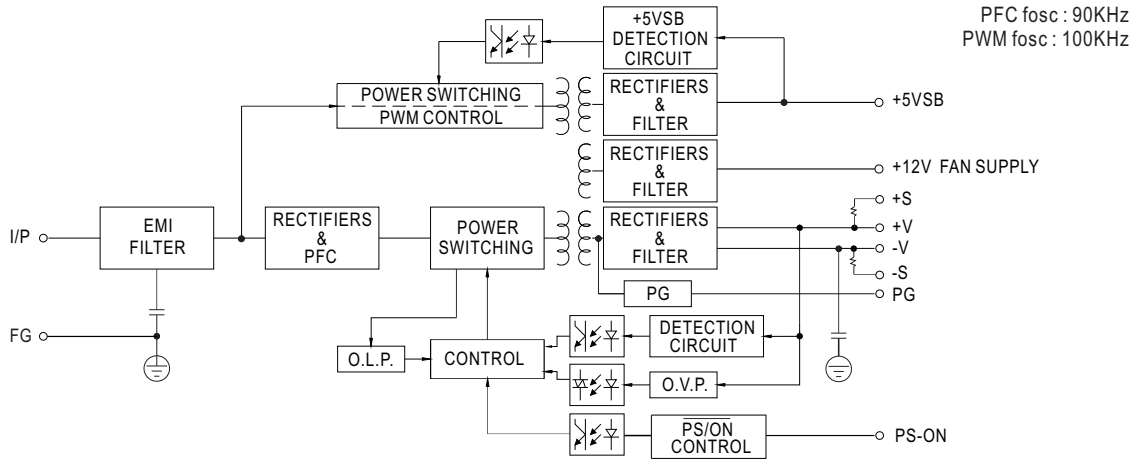 PFC fosc : 90KHz
PWM fosc : 100KHz
+5VSB
DETECTION
CIRCUIT
POWER SWITCHING
PWM CONTROL
RECTIFIERS
&
FILTER
+5VSB
RECTIFIERS
&
FILTER
+12V FAN SUPPLY
I/P
EMI
FILTER
RECTIFIERS
&
PFC
POWER
SWITCHING
RECTIFIERS
&
FILTER
+S
+V
-V
-S
PG
PG
FG
O.L.P.
CONTROL
DETECTION
CIRCUIT
O.V.P.
PS/ON
CONTROL
PS-ON